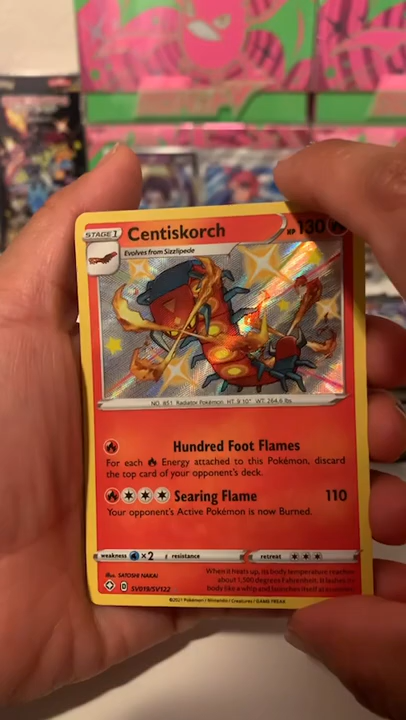 STAGE 1
Centiskorch
HP 130
Evolves from Sizzlipede
NO. 851 Radiator Pokémon HT. 9'10" WT. 264.6 lbs
Hundred Foot Flames
For each Energy attached to this Pokémon, discard
the top card of your opponent's deck.
Searing Flame 110
Your opponent's Active Pokémon is now Burned.
weakness ×2 resistance retreat
Illus. SATOSHI NAKAI
D SV019/SV122
When it heats up, its body temperature reaches
about 1,500 degrees Fahrenheit. It lashes its
body like a whip and launches itself at enemies.
©2021 Pokémon / Nintendo / Creatures / GAME FREAK